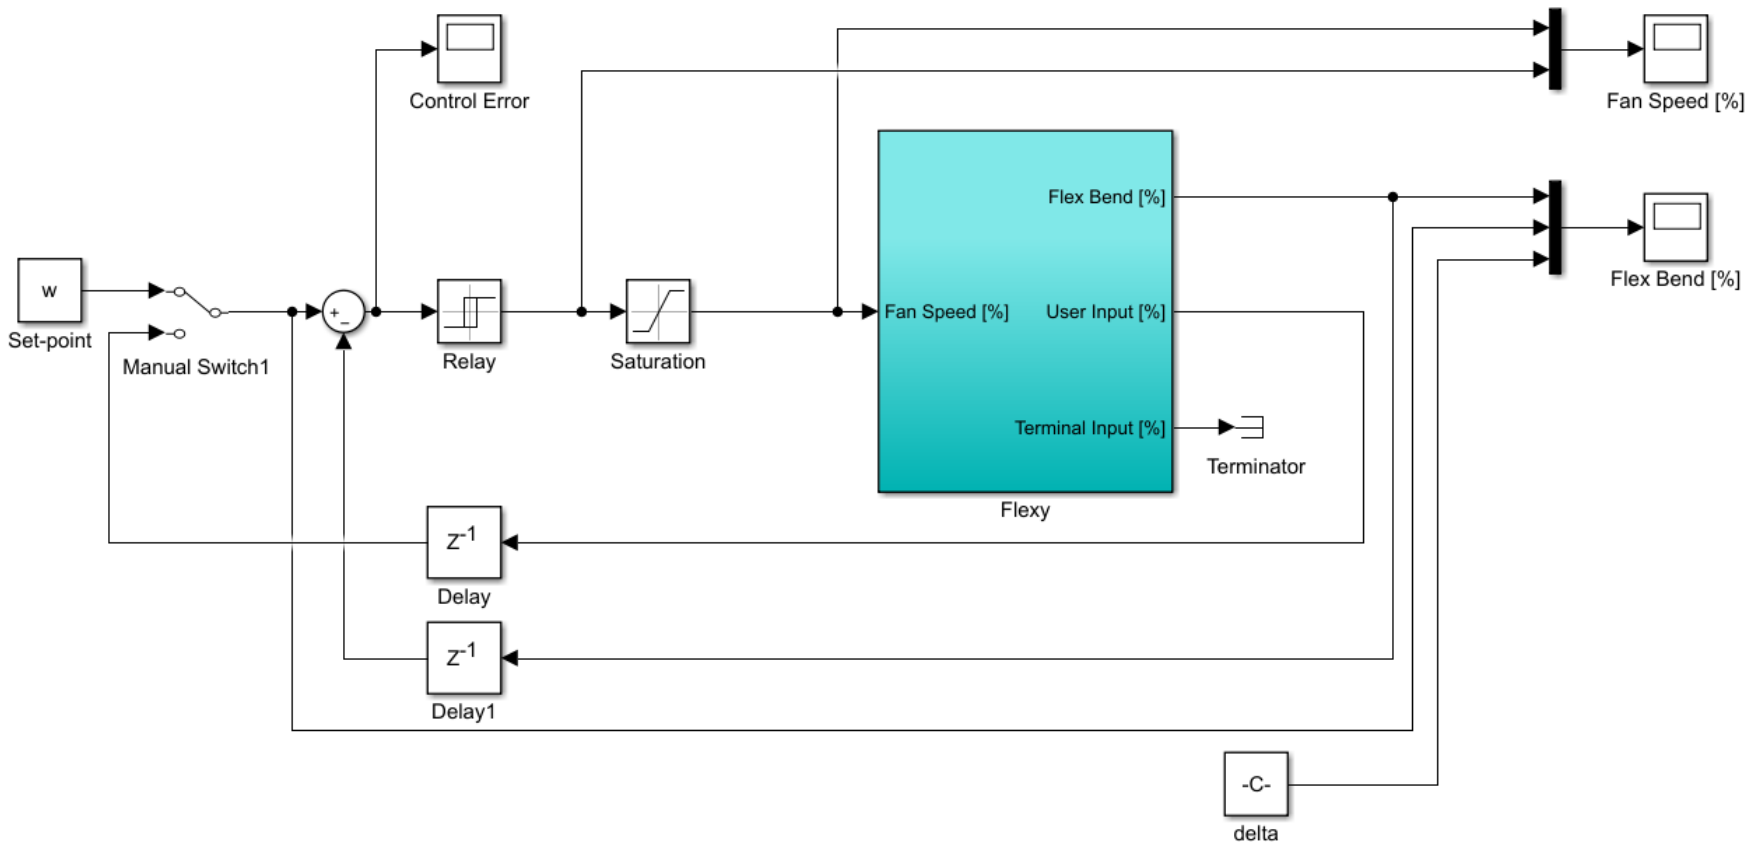 Control Error
Fan Speed [%]
Flex Bend [%]
Flex Bend [%]
w
Set-point
Manual Switch1
+
−
Relay
Saturation
Fan Speed [%]
User Input [%]
Terminal Input [%]
Terminator
Flexy
Z-1
Delay
Z-1
Delay1
-C-
delta